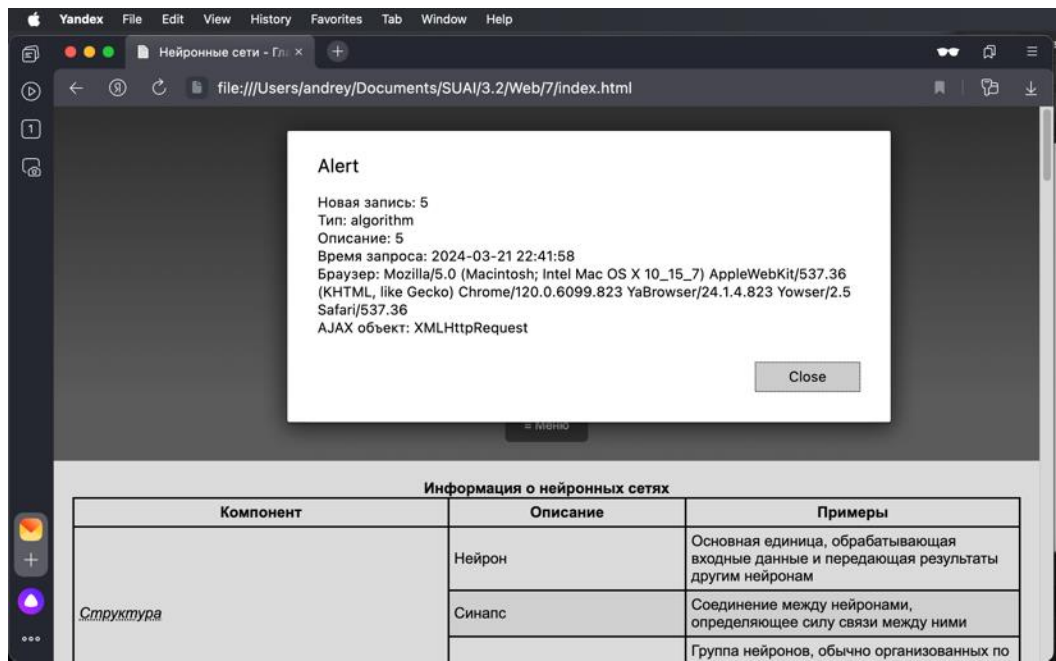 Yandex File Edit View History Favorites Tab Window Help
Нейронные сети - Гла
file:///Users/andrey/Documents/SUAI/3.2/Web/7/index.html
1
Alert
Новая запись: 5
Тип: algorithm
Описание: 5
Время запроса: 2024-03-21 22:41:58
Браузер: Mozilla/5.0 (Macintosh; Intel Mac OS X 10_15_7) AppleWebKit/537.36
(KHTML, like Gecko) Chrome/120.0.6099.823 YaBrowser/24.1.4.823 Yowser/2.5
Safari/537.36
AJAX объект: XMLHttpRequest
Close
≡ Меню
Информация о нейронных сетях
Компонент Описание Примеры
Нейрон
Основная единица, обрабатывающая
входные данные и передающая результаты
другим нейронам
Структура
Синапс
Соединение между нейронами,
определяющее силу связи между ними
Группа нейронов, обычно организованных по